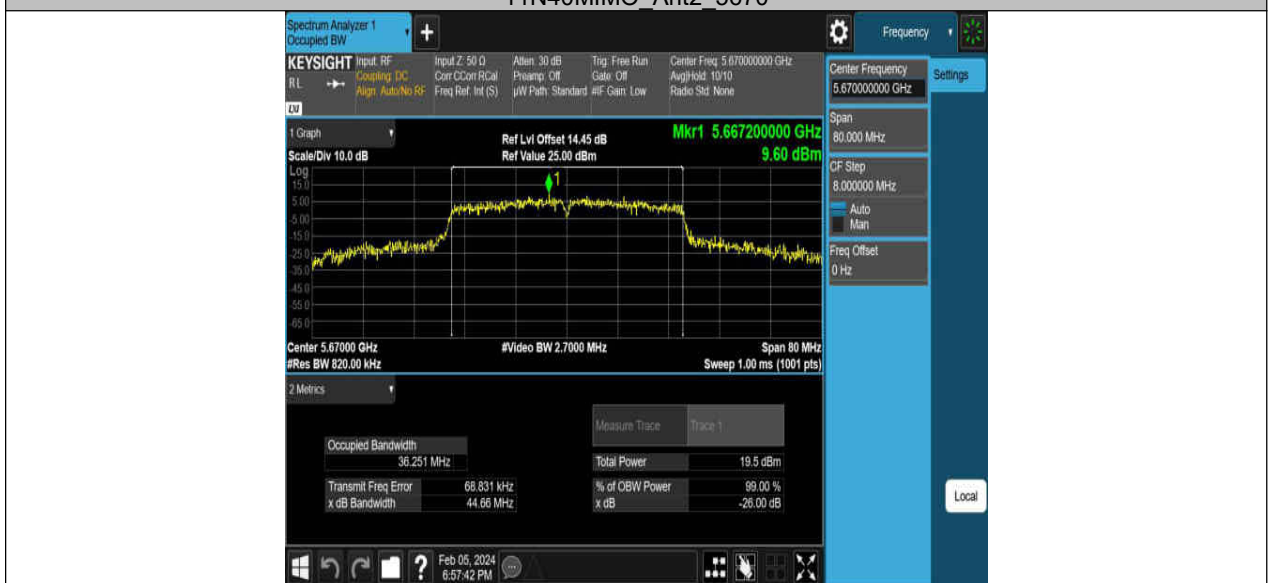 11N40MIMO_Ant2_5670
Spectrum Analyzer 1
Occupied BW
+
Frequency
KEYSIGHT
RL
LXI
Input: RF
Coupling: DC
Align: Auto/No RF
Input Z: 50 Ω
Corr CCorr RCal
Freq Ref: Int (S)
Atten: 30 dB
Preamp: Off
µW Path: Standard
Trig: Free Run
Gate: Off
#IF Gain: Low
Center Freq: 5.670000000 GHz
Avg|Hold: 10/10
Radio Std: None
Center Frequency
5.670000000 GHz
Settings
Span
80.000 MHz
CF Step
8.000000 MHz
Auto
Man
Freq Offset
0 Hz
Local
1 Graph
Scale/Div 10.0 dB
Ref Lvl Offset 14.45 dB
Ref Value 25.00 dBm
Mkr1 5.667200000 GHz
9.60 dBm
Log
15.0
5.00
-5.00
-15.0
-25.0
-35.0
-45.0
-55.0
-65.0
1
Center 5.67000 GHz
#Video BW 2.7000 MHz
Span 80 MHz
#Res BW 820.00 kHz
Sweep 1.00 ms (1001 pts)
2 Metrics
Measure Trace
Trace 1
Occupied Bandwidth
36.251 MHz
Total Power
19.5 dBm
Transmit Freq Error
68.831 kHz
% of OBW Power
99.00 %
x dB Bandwidth
44.66 MHz
x dB
-26.00 dB
?
Feb 05, 2024
6:57:42 PM